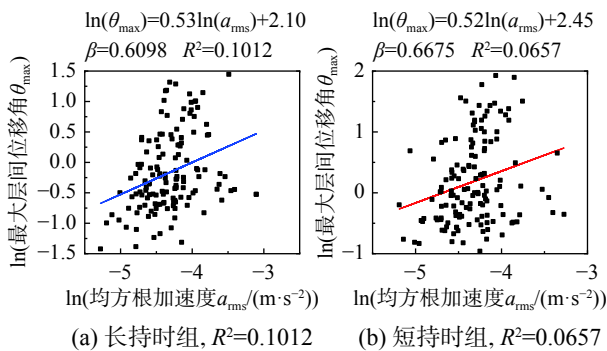 ln(θmax)=0.53ln(arms)+2.10
β=0.6098 R²=0.1012
1.5
1.0
0.5
0.0
−0.5
−1.0
−1.5
ln(最大层间位移角θmax)
−5 −4 −3
ln(均方根加速度arms/(m·s⁻²))
(a) 长持时组, R²=0.1012
ln(θmax)=0.52ln(arms)+2.45
β=0.6675 R²=0.0657
2
1
0
−1
ln(最大层间位移角θmax)
−5 −4 −3
ln(均方根加速度arms/(m·s⁻²))
(b) 短持时组, R²=0.0657